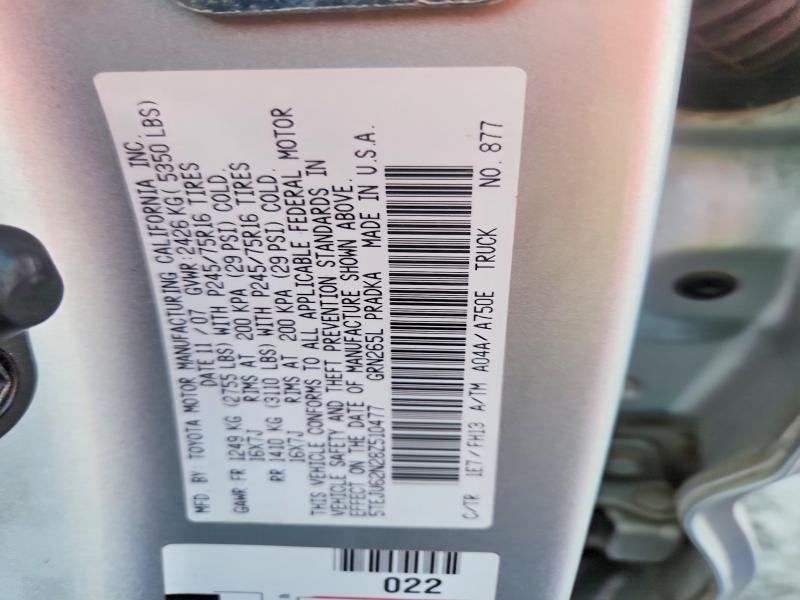 MFD BY: TOYOTA MOTOR MANUFACTURING CALIFORNIA INC.
DATE 11/07 GVWR: 2426 KG( 5350 LBS)
GAWR FR 1249 KG (2755 LBS) WITH P245/75R16 TIRES
16X7J RIMS AT 200 KPA (29 PSI) COLD.
RR 1410 KG (3110 LBS) WITH P245/75R16 TIRES
16X7J RIMS AT 200 KPA (29 PSI) COLD.
THIS VEHICLE CONFORMS TO ALL APPLICABLE FEDERAL MOTOR
VEHICLE SAFETY AND THEFT PREVENTION STANDARDS IN
EFFECT ON THE DATE OF MANUFACTURE SHOWN ABOVE.
5TEJU62N28Z510477 GRN265L PRADKA MADE IN U.S.A.
C/TR 1E7/FH13 A/TM A04A/A750E TRUCK NO. 877
022